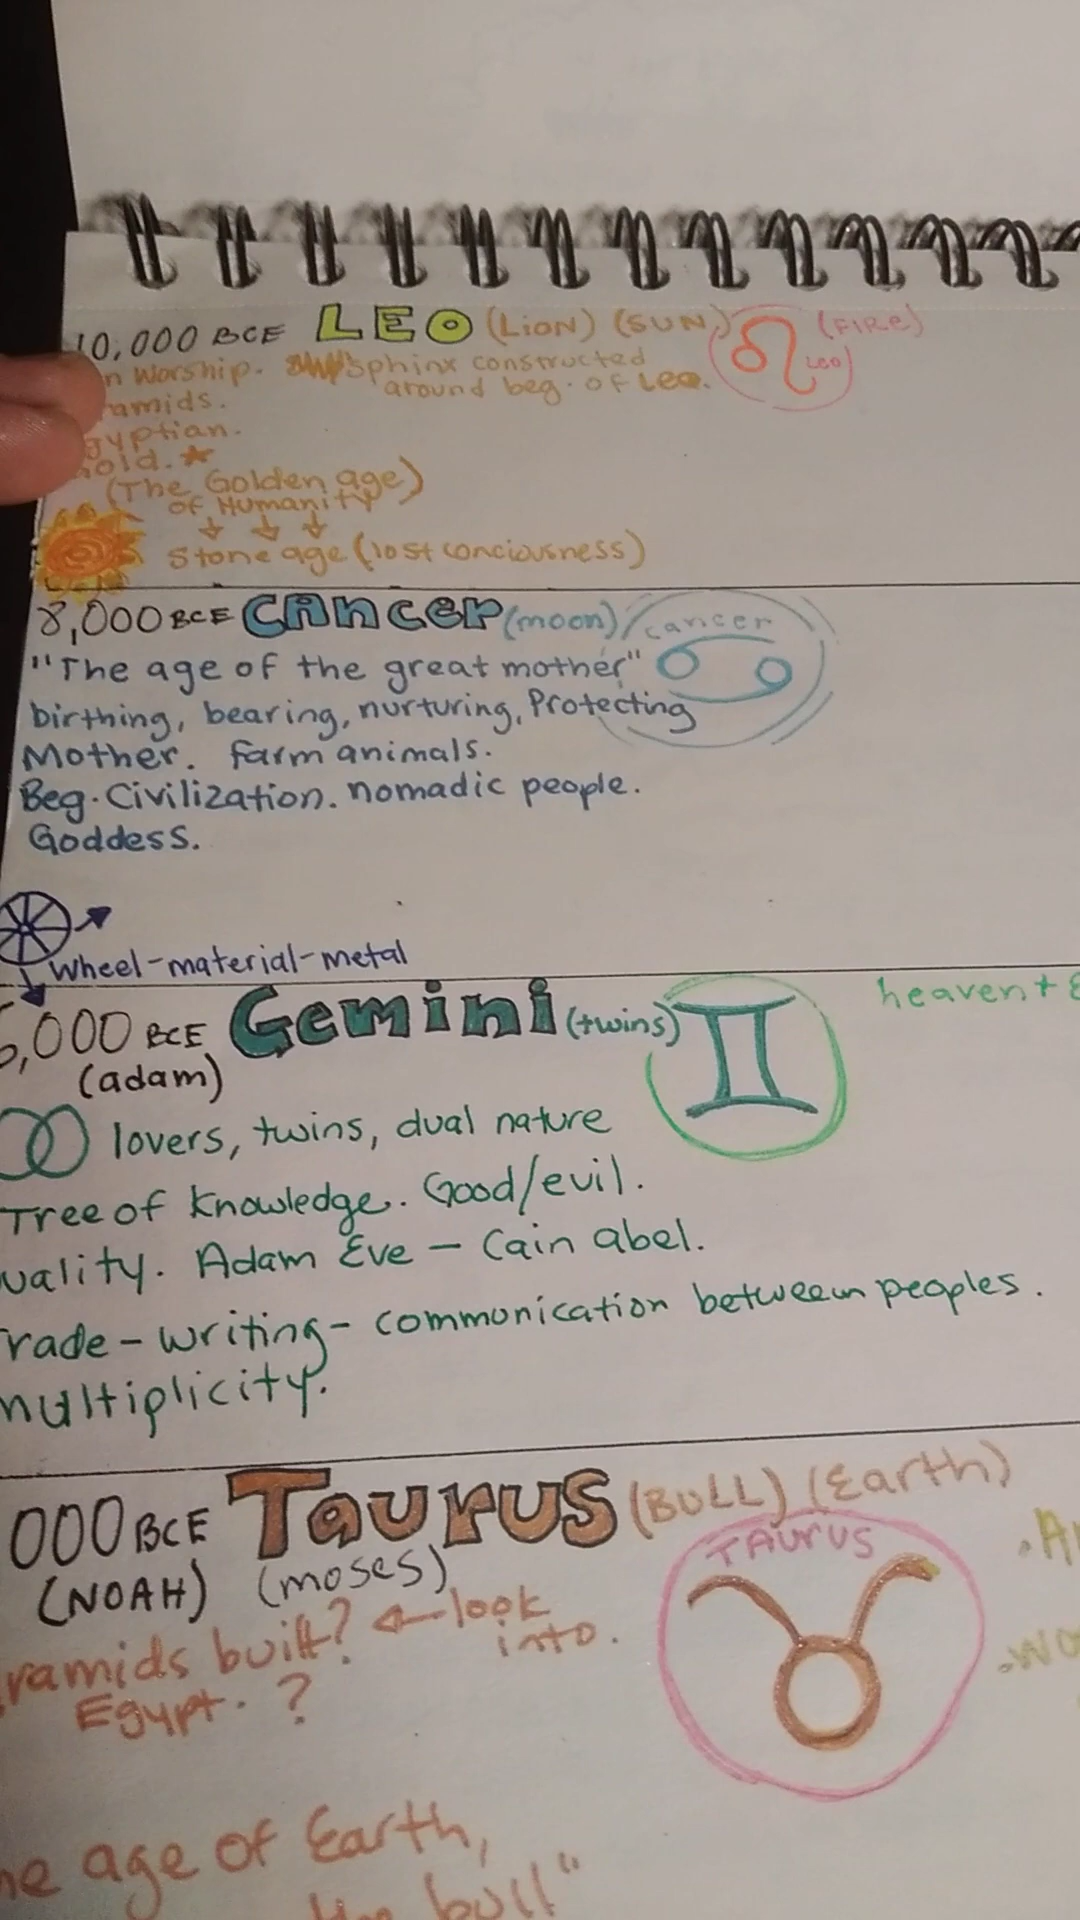 10,000 BCE LEO (Lion) (SUN) (FIRE)
n worship. Sphinx constructed LEO
around beg. of Leo.
ramids.
gyptian.
old.
(The Golden age)
of Humanity
Stone age (lost conciousness)
8,000 BCE Cancer (moon) cancer
"The age of the great mother"
birthing, bearing, nurturing, Protecting
Mother. farm animals.
Beg. Civilization. nomadic people.
Goddess.
Wheel-material-metal
,000 BCE Gemini (twins) heaven +
(adam)
lovers, twins, dual nature
Tree of Knowledge. Good/evil.
uality. Adam Eve - Cain abel.
rade - writing - communication between peoples.
multiplicity.
000 BCE Taurus (BULL) (Earth)
(NOAH) (moses) TAURUS
ramids built? look
into.
Egypt. ?
he age of Earth,
bull"